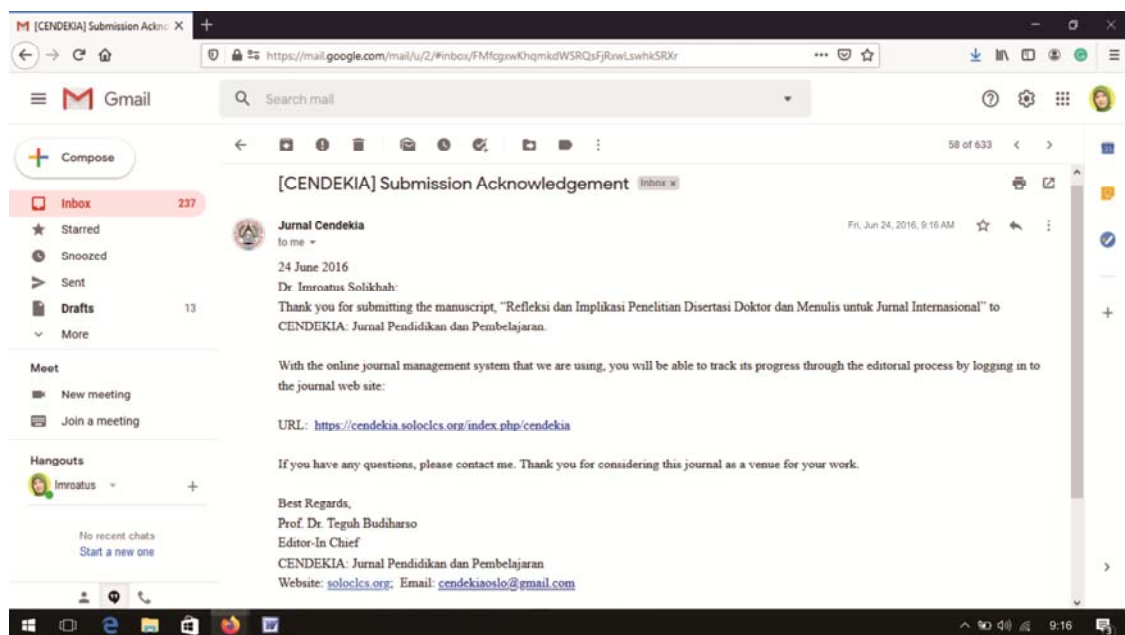 [CENDEKIA] Submission Ackno
https://mail.google.com/mail/u/2/#inbox/FMfcgxwKhqmkdWSRQsFjRxwLswhkSRXr
Gmail
Search mail
Compose
58 of 633
[CENDEKIA] Submission Acknowledgement Inbox x
Inbox 237
Starred
Snoozed
Sent
Drafts 13
More
Meet
New meeting
Join a meeting
Hangouts
Imroatus
No recent chats
Start a new one
Jurnal Cendekia
Fri, Jun 24, 2016, 9:16 AM
to me
24 June 2016
Dr. Imroatus Solikhah:
Thank you for submitting the manuscript, “Refleksi dan Implikasi Penelitian Disertasi Doktor dan Menulis untuk Jurnal Internasional” to
CENDEKIA: Jurnal Pendidikan dan Pembelajaran.
With the online journal management system that we are using, you will be able to track its progress through the editorial process by logging in to
the journal web site:
URL: https://cendekia.soloclcs.org/index.php/cendekia
If you have any questions, please contact me. Thank you for considering this journal as a venue for your work.
Best Regards,
Prof. Dr. Teguh Budiharso
Editor-In Chief
CENDEKIA: Jurnal Pendidikan dan Pembelajaran
Website: soloclcs.org; Email: cendekiaoslo@gmail.com
9:16